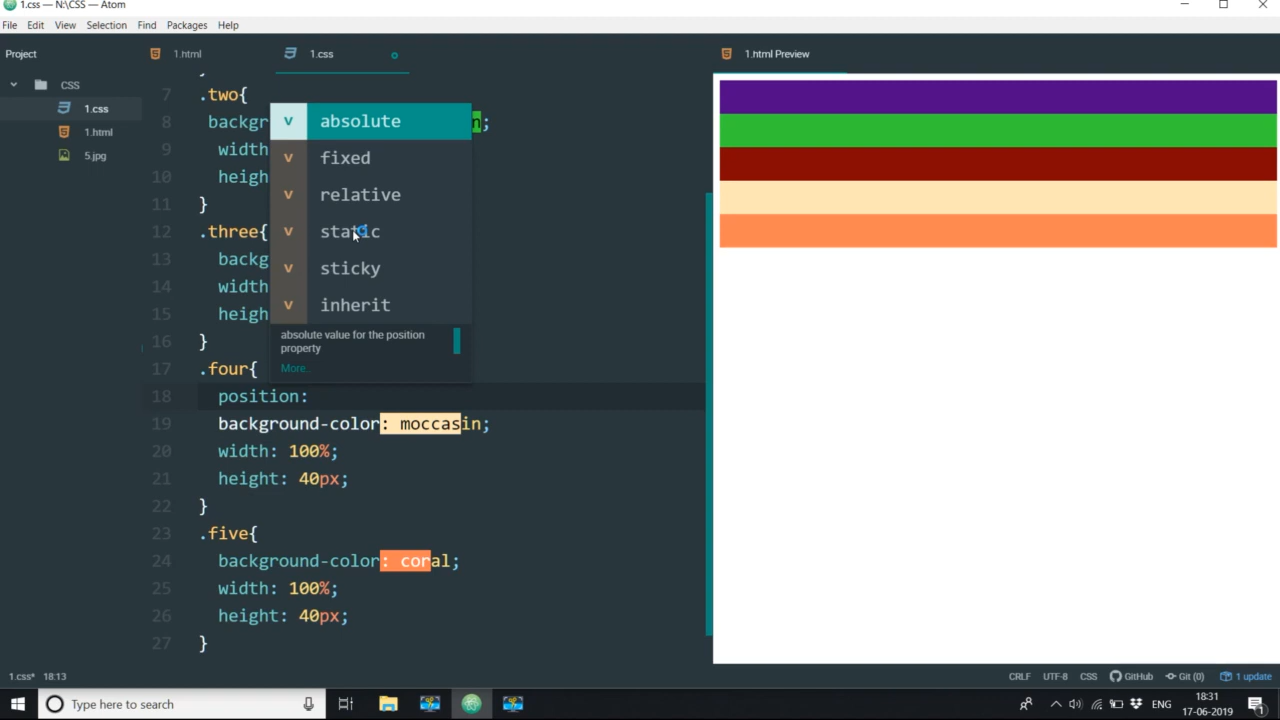 1.css — N:\CSS — Atom
File Edit View Selection Find Packages Help
Project
1.html
1.css
1.html Preview
CSS
1.css
1.html
5.jpg
7 .two{
8 backgr n;
9 width
10 heigh
11 }
12 .three{
13 backg
14 width
15 heigh
16 }
17 .four{
18 position:
19 background-color: moccasin;
20 width: 100%;
21 height: 40px;
22 }
23 .five{
24 background-color: coral;
25 width: 100%;
26 height: 40px;
27 }
v absolute
v fixed
v relative
v static
v sticky
v inherit
absolute value for the position
property
More.
1.css* 18:13
CRLF UTF-8 CSS GitHub Git (0) 1 update
Type here to search
ENG
18:31
17-06-2019
1